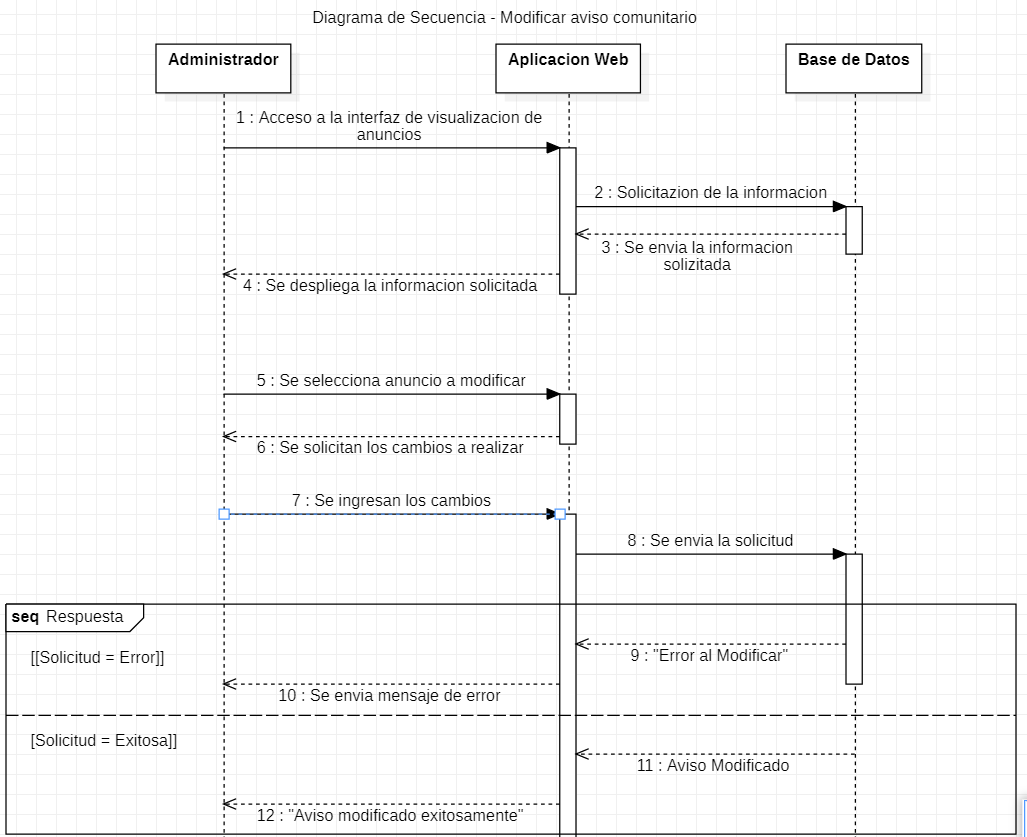 Diagrama de Secuencia - Modificar aviso comunitario
Administrador
Aplicacion Web
Base de Datos
1 : Acceso a la interfaz de visualizacion de
anuncios
2 : Solicitazion de la informacion
3 : Se envia la informacion
solizitada
4 : Se despliega la informacion solicitada
5 : Se selecciona anuncio a modificar
6 : Se solicitan los cambios a realizar
7 : Se ingresan los cambios
8 : Se envia la solicitud
seq Respuesta
[[Solicitud = Error]]
9 : "Error al Modificar"
10 : Se envia mensaje de error
[Solicitud = Exitosa]]
11 : Aviso Modificado
12 : "Aviso modificado exitosamente"